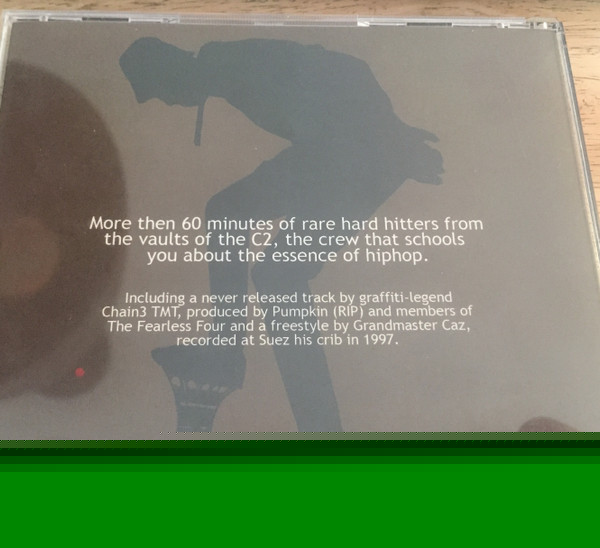 More then 60 minutes of rare hard hitters from
the vaults of the C2, the crew that schools
you about the essence of hiphop.
Including a never released track by graffiti-legend
Chain3 TMT, produced by Pumpkin (RIP) and members of
The Fearless Four and a freestyle by Grandmaster Caz,
recorded at Suez his crib in 1997.